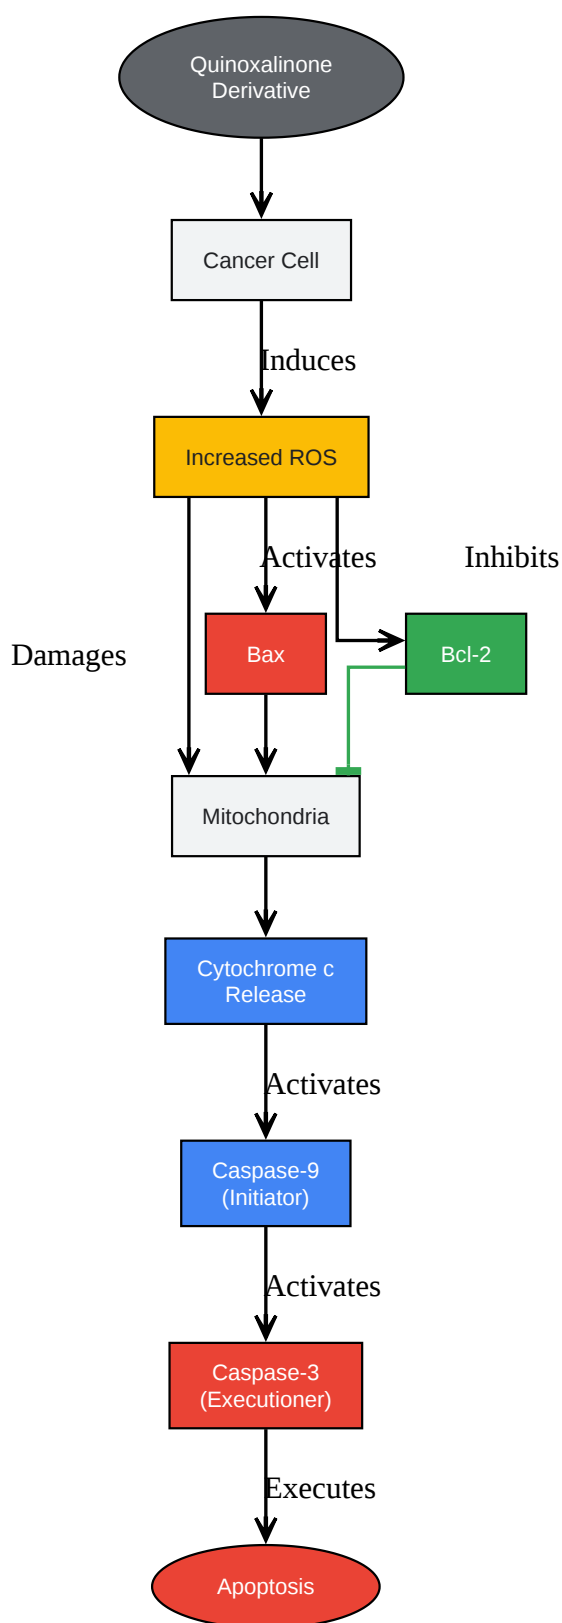 Quinoxalinone
Derivative
Cancer Cell
Induces
Increased ROS
Activates
Inhibits
Damages
Bax
Bcl-2
Mitochondria
Cytochrome c
Release
Activates
Caspase-9
(Initiator)
Activates
Caspase-3
(Executioner)
Executes
Apoptosis